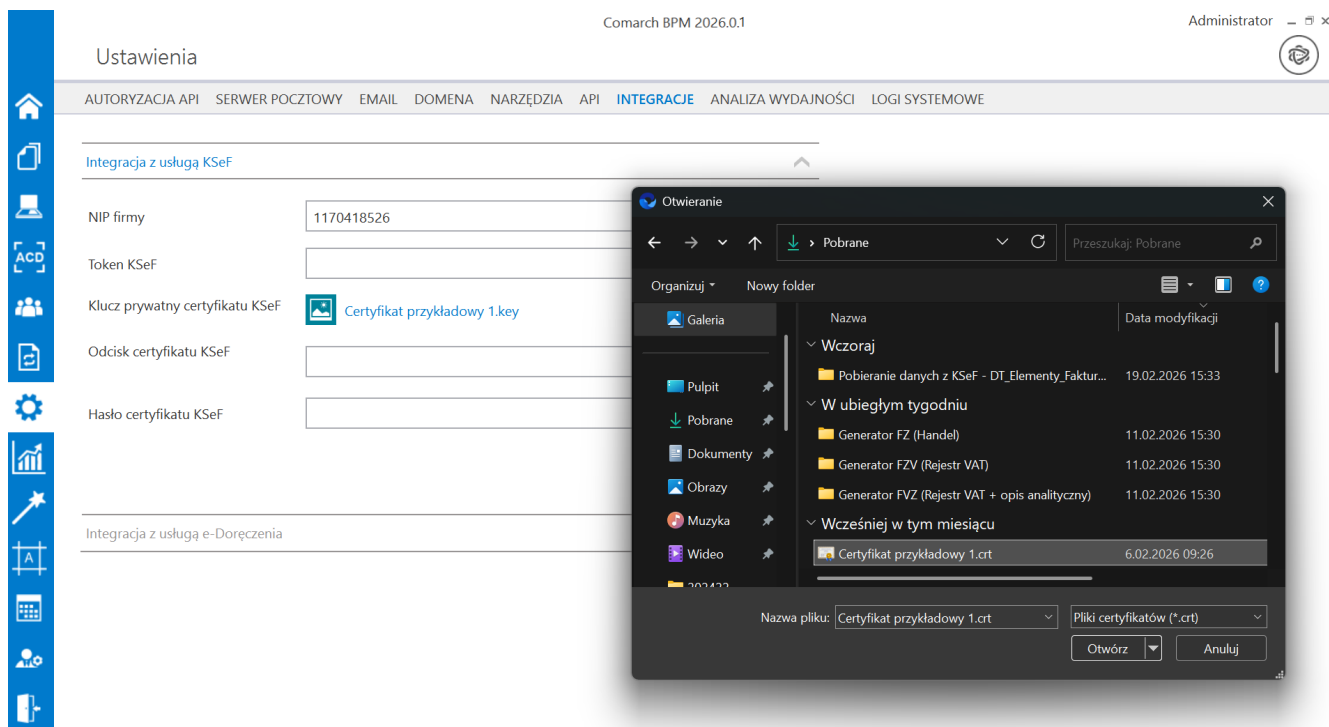 Comarch BPM 2026.0.1
Administrator
Ustawienia
AUTORYZACJA API SERWER POCZTOWY EMAIL DOMENA NARZĘDZIA API INTEGRACJE ANALIZA WYDAJNOŚCI LOGI SYSTEMOWE
ACD
A
Integracja z usługą KSeF
NIP firmy 1170418526
Token KSeF
Klucz prywatny certyfikatu KSeF Certyfikat przykładowy 1.key
Odcisk certyfikatu KSeF
Hasło certyfikatu KSeF
Integracja z usługą e-Doręczenia
Otwieranie
Pobrane
Przeszukaj: Pobrane
Organizuj Nowy folder
Galeria
Pulpit
Pobrane
Dokumenty
Obrazy
Muzyka
Wideo
Nazwa Data modyfikacji
Wczoraj
Pobieranie danych z KSeF - DT_Elementy_Faktur... 19.02.2026 15:33
W ubiegłym tygodniu
Generator FZ (Handel) 11.02.2026 15:30
Generator FZV (Rejestr VAT) 11.02.2026 15:30
Generator FVZ (Rejestr VAT + opis analityczny) 11.02.2026 15:30
Wcześniej w tym miesiącu
Certyfikat przykładowy 1.crt 6.02.2026 09:26
Nazwa pliku: Certyfikat przykładowy 1.crt Pliki certyfikatów (*.crt)
Otwórz Anuluj